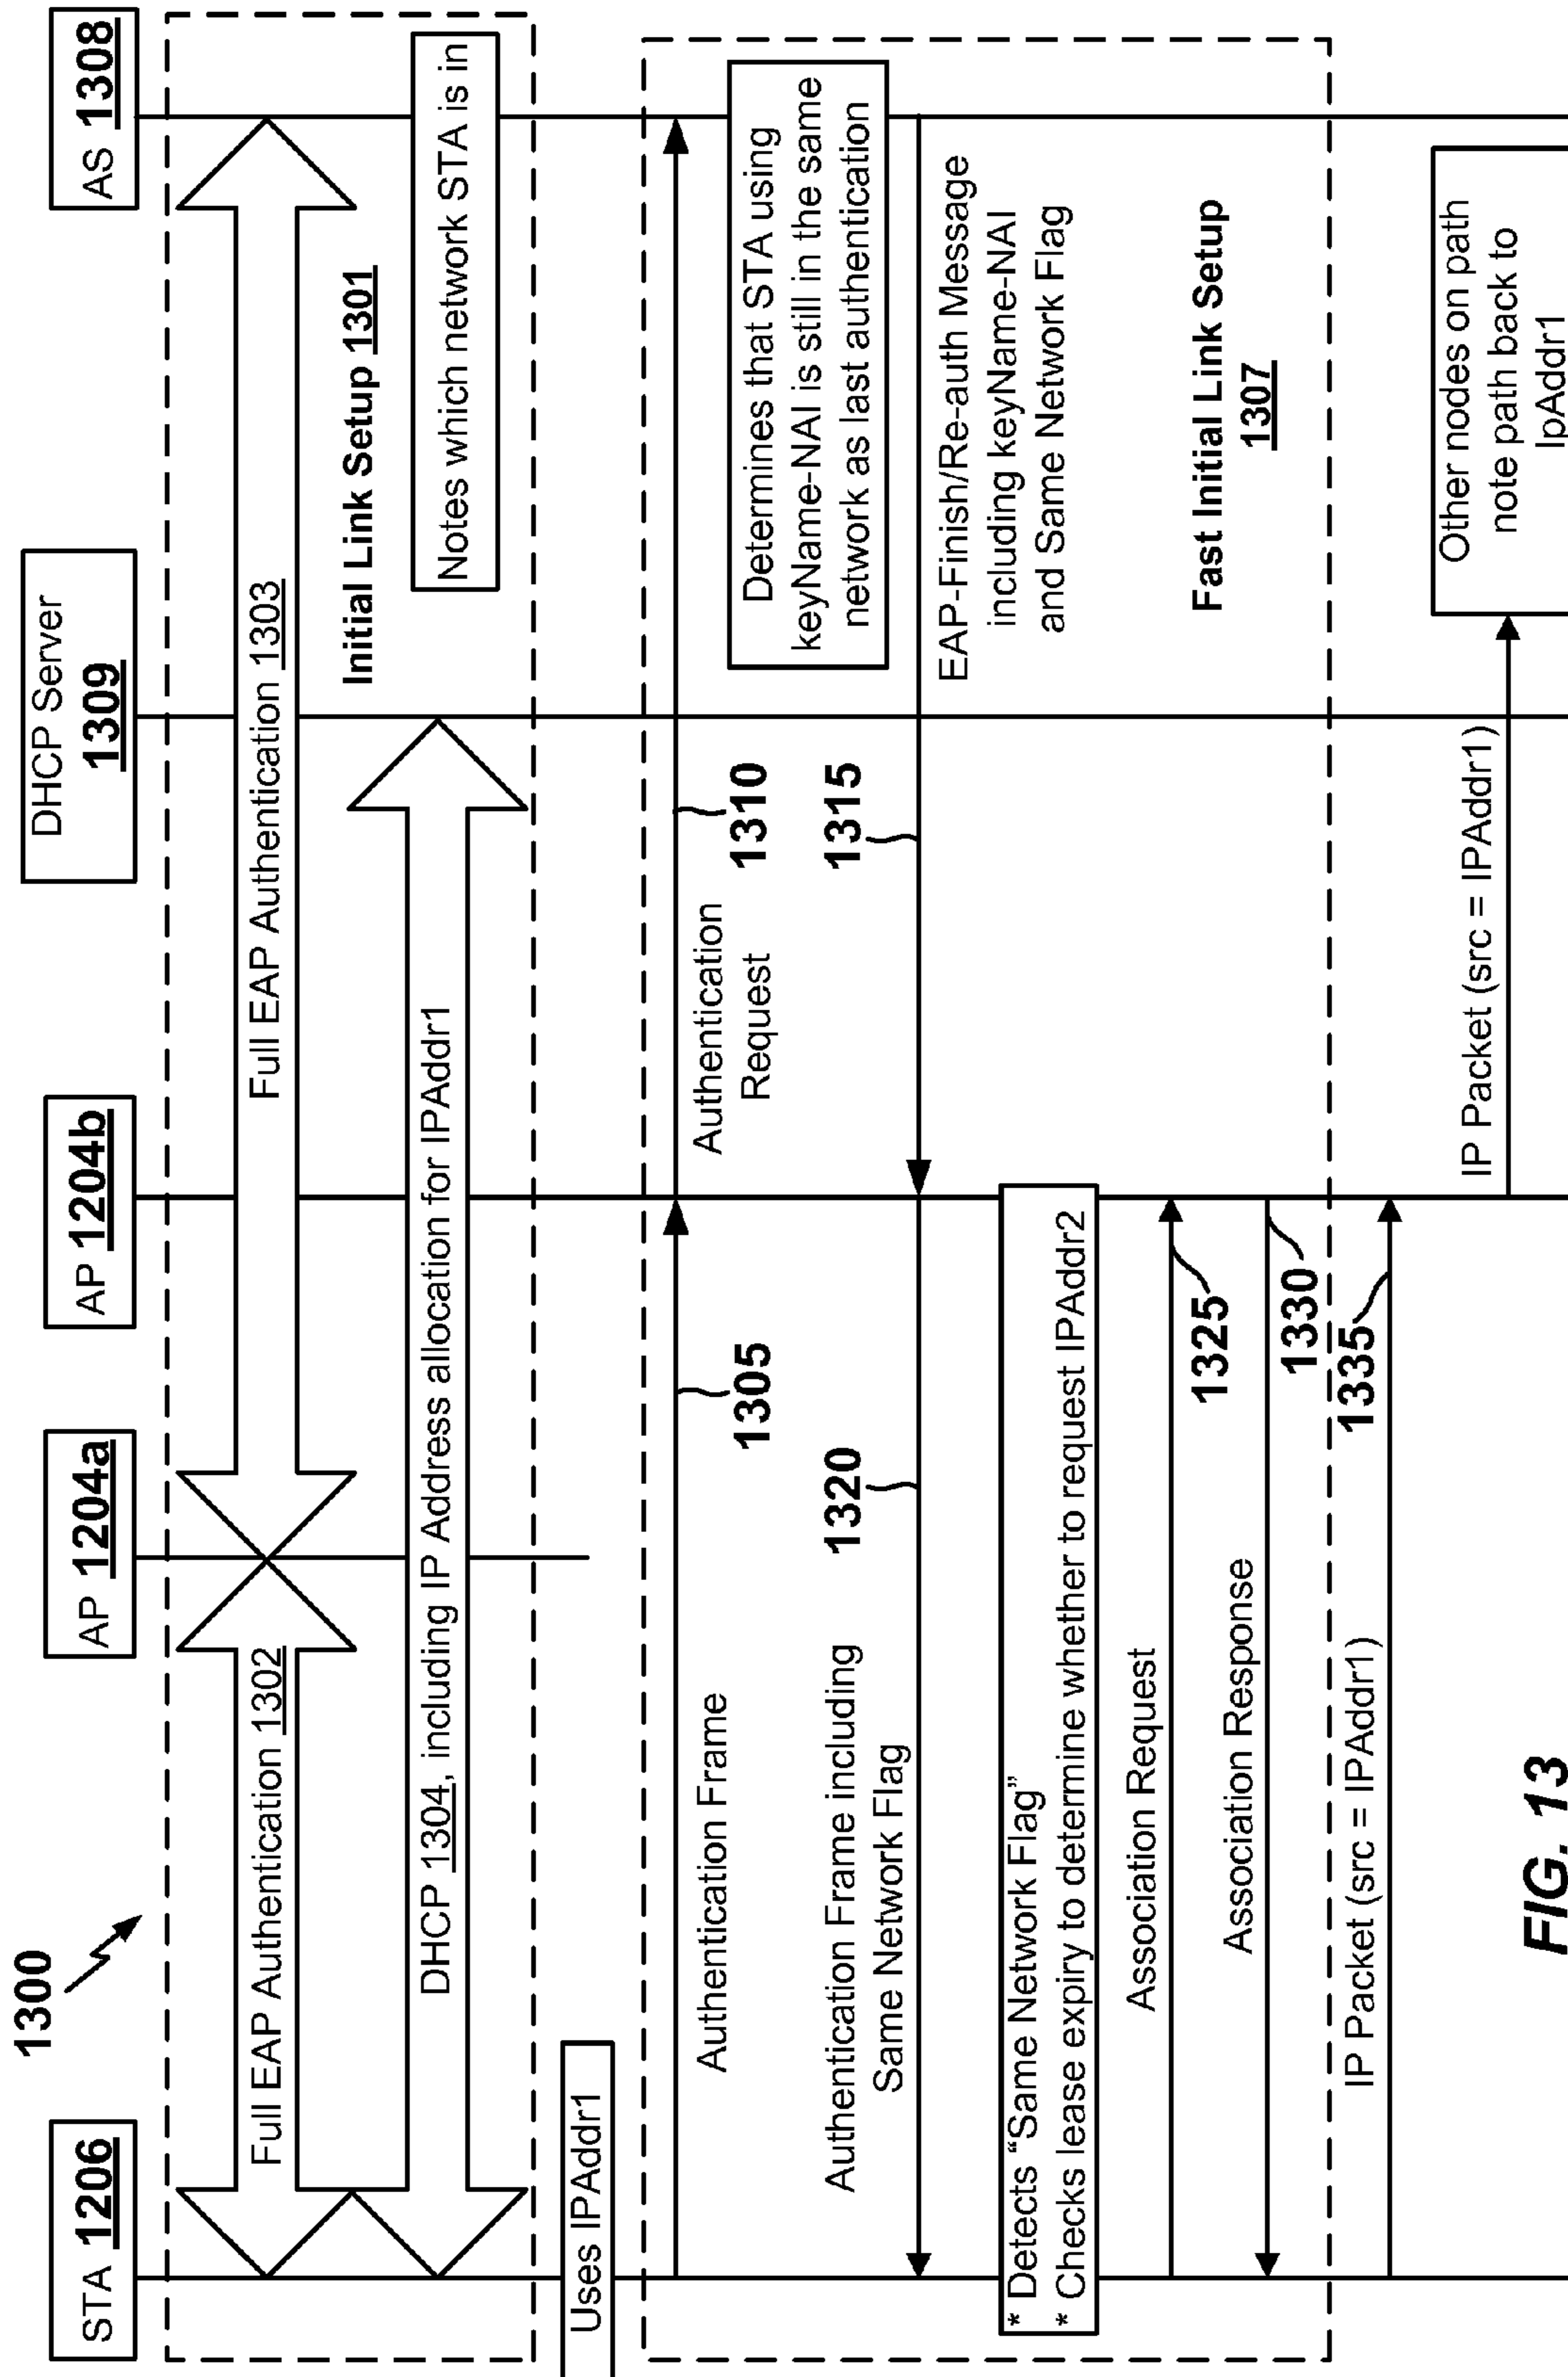 1300
STA 1206
AP 1204a
AP 1204b
DHCP Server
1309
AS 1308
Full EAP Authentication 1302
Full EAP Authentication 1303
Initial Link Setup 1301
DHCP 1304, including IP Address allocation for IPAddr1
Notes which network STA is in
Uses IPAddr1
Authentication Frame
1305
Authentication
Request
1310
Determines that STA using
keyName-NAI is still in the same
network as last authentication
1315
EAP-Finish/Re-auth Message
including keyName-NAI
and Same Network Flag
Authentication Frame including
Same Network Flag
1320
* Detects “Same Network Flag”
* Checks lease expiry to determine whether to request IPAddr2
Association Request
1325
Fast Initial Link Setup
1307
Association Response
1330
IP Packet (src = IPAddr1)
1335
IP Packet (src = IPAddr1)
Other nodes on path
note path back to
IpAddr1
FIG. 13